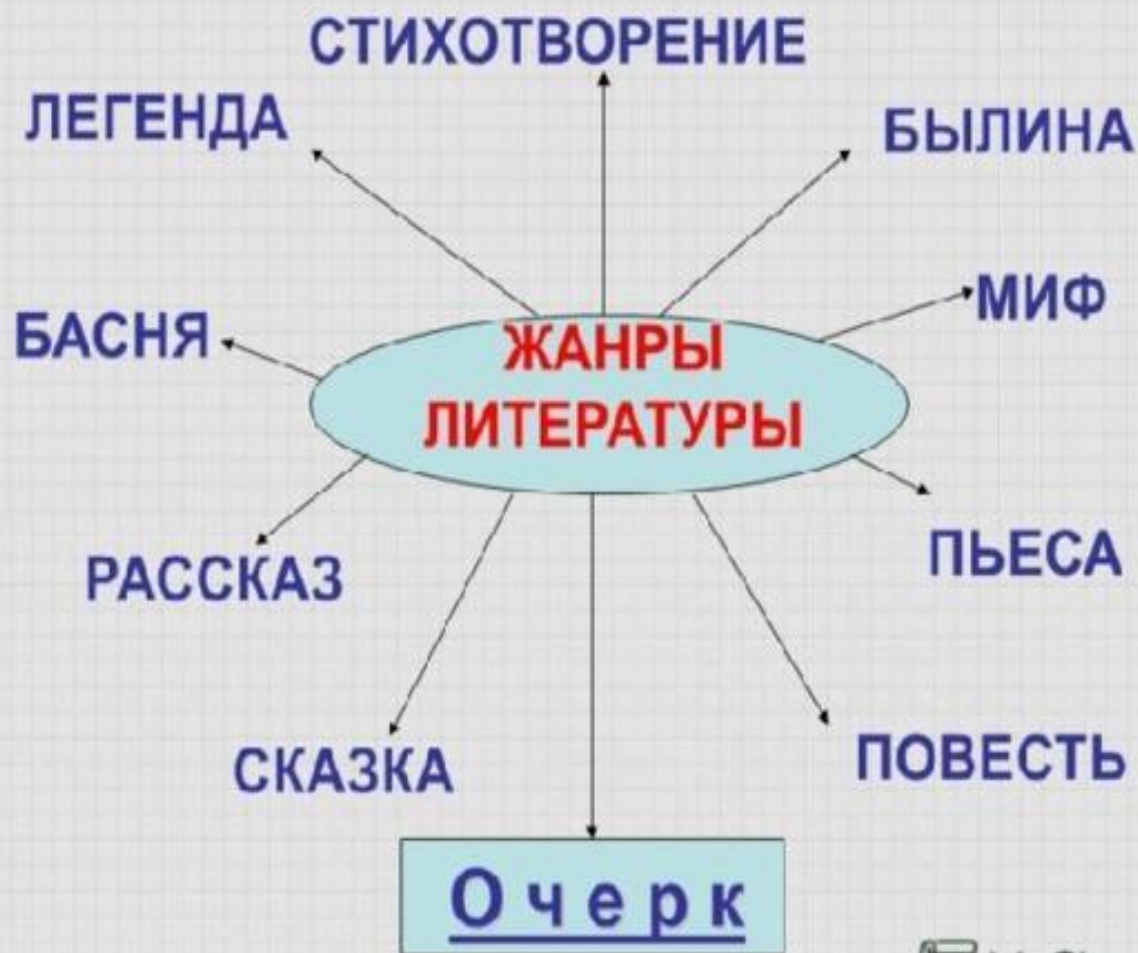 СТИХОТВОРЕНИЕ
ЛЕГЕНДА
БЫЛИНА
МИФ
БАСНЯ
ЖАНРЫ
ЛИТЕРАТУРЫ
ПЬЕСА
РАССКАЗ
СКАЗКА
ПОВЕСТЬ
Очерк